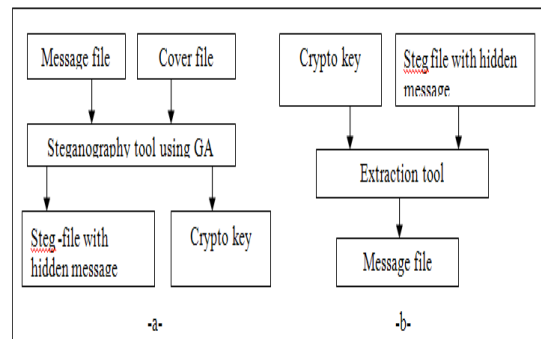 Message file
Cover file
Steganography tool using GA
Steg-file with
hidden message
Crypto key
-a-
Crypto key
Steg file with hidden
message
Extraction tool
Message file
-b-